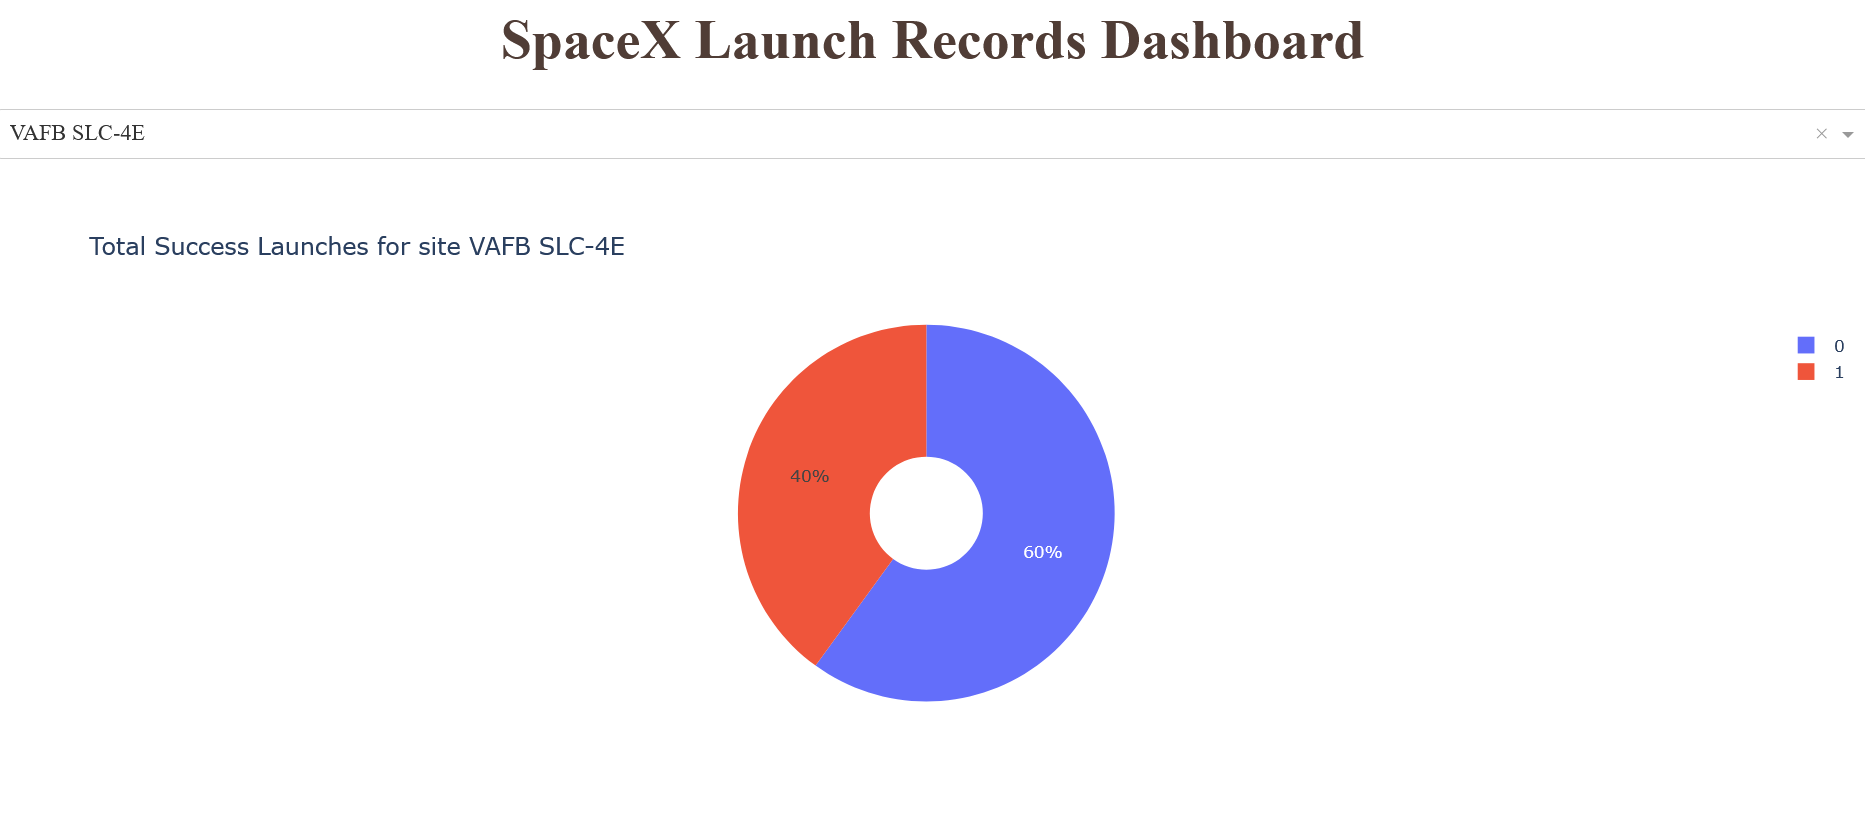 SpaceX Launch Records Dashboard
VAFB SLC-4E
×
Total Success Launches for site VAFB SLC-4E
0
1
40%
60%